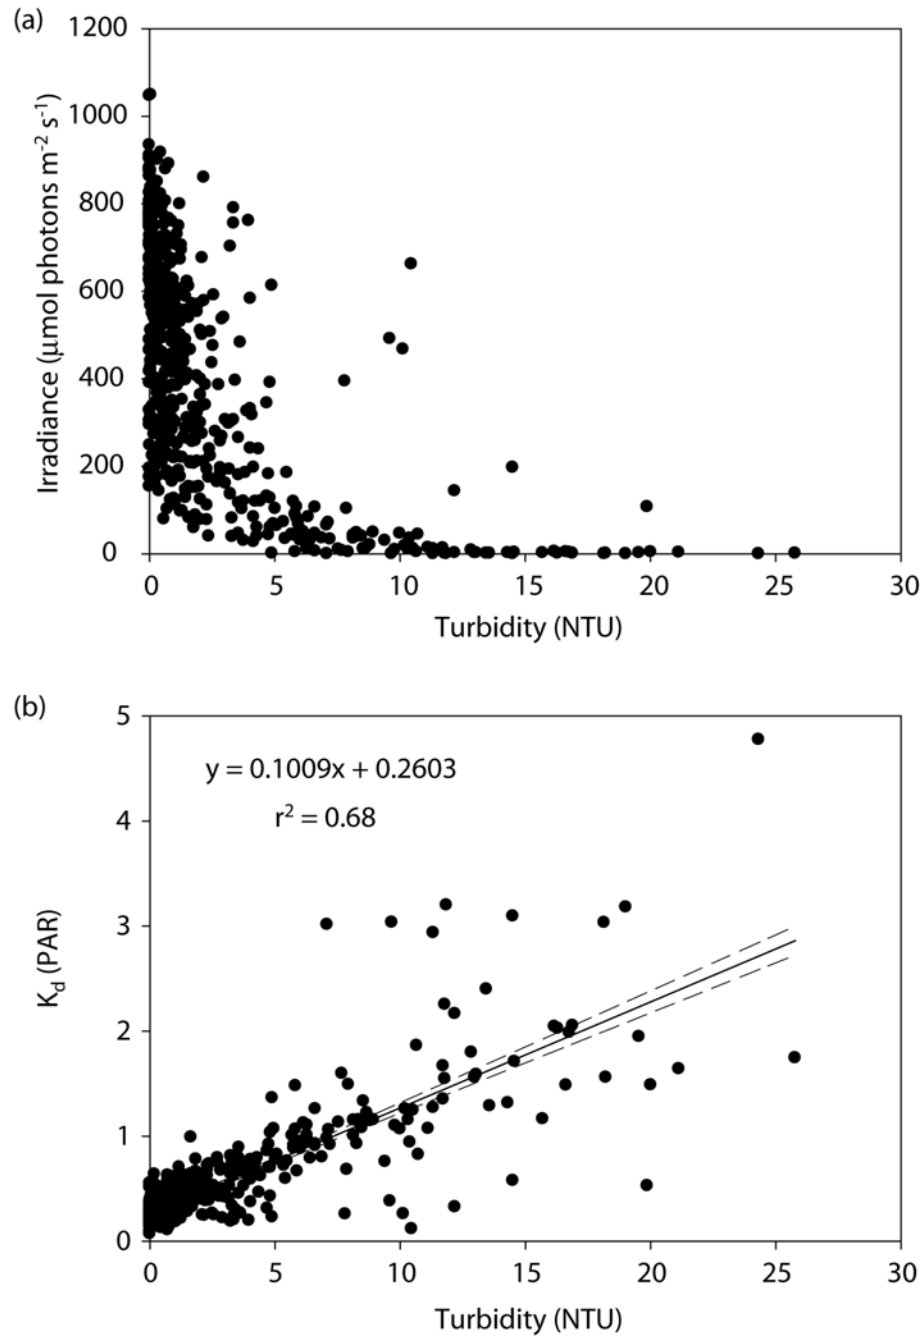 (a)
1200
1000
800
600
400
200
0
Irradiance (μmol photons m⁻² s⁻¹)
0 5 10 15 20 25 30
Turbidity (NTU)
(b)
5
4
3
2
1
0
K_d (PAR)
y = 0.1009x + 0.2603
r² = 0.68
0 5 10 15 20 25 30
Turbidity (NTU)